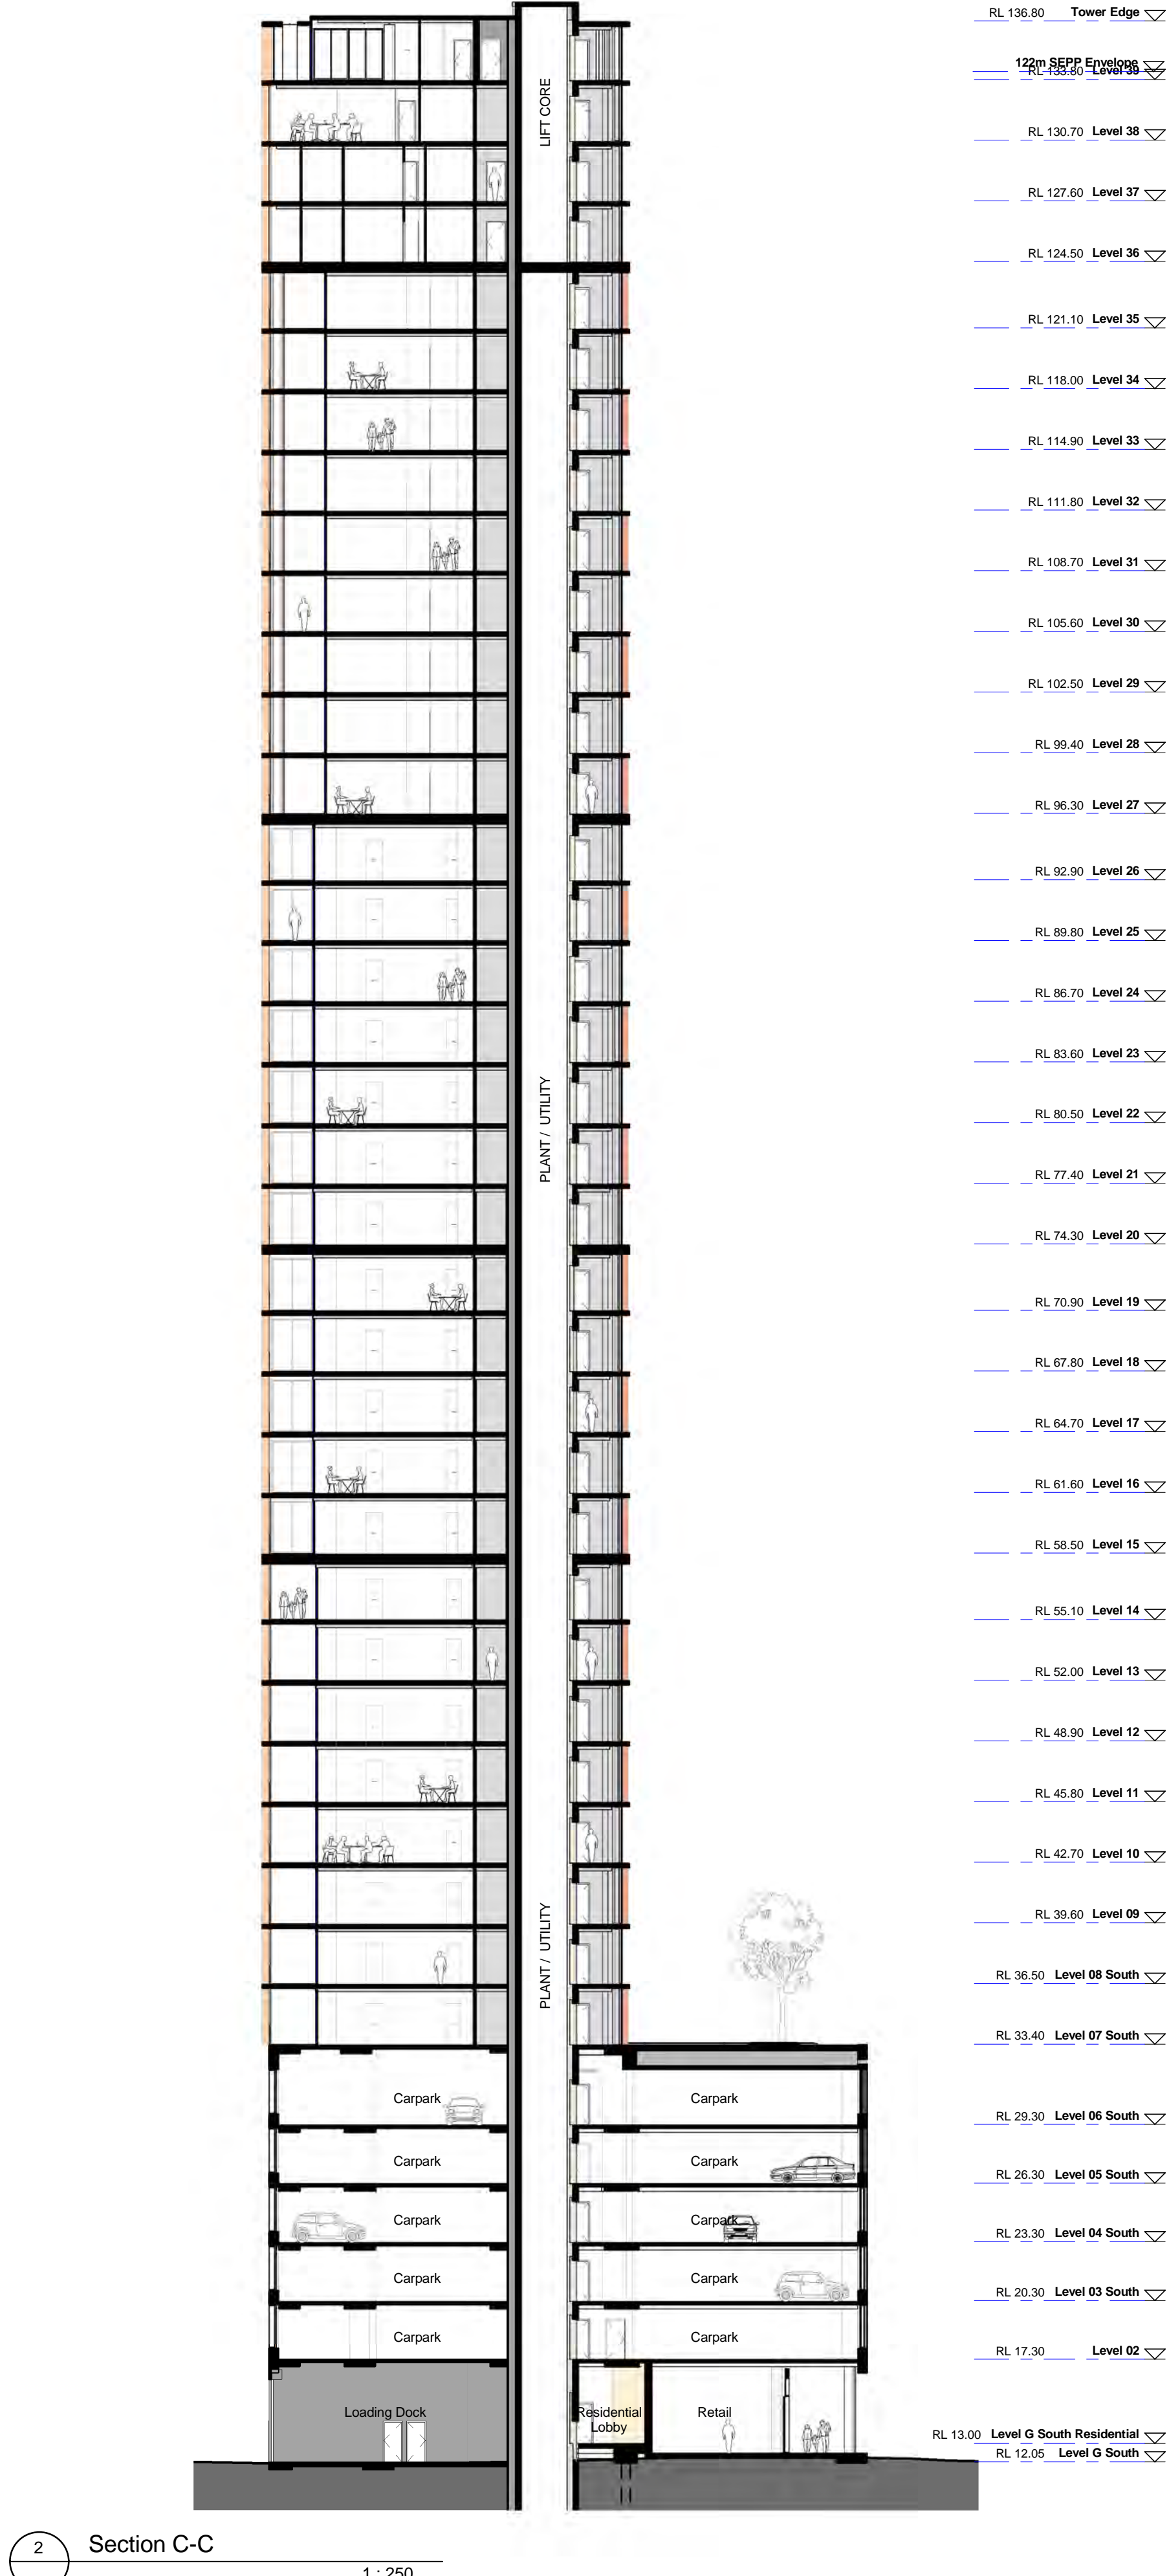 RL 136.80 Tower Edge
122m SEPP Envelope
RL 133.80 Level 39
LIFT CORE
RL 130.70 Level 38
RL 127.60 Level 37
RL 124.50 Level 36
RL 121.10 Level 35
RL 118.00 Level 34
RL 114.90 Level 33
RL 111.80 Level 32
RL 108.70 Level 31
RL 105.60 Level 30
RL 102.50 Level 29
RL 99.40 Level 28
RL 96.30 Level 27
RL 92.90 Level 26
RL 89.80 Level 25
RL 86.70 Level 24
RL 83.60 Level 23
PLANT / UTILITY
RL 80.50 Level 22
RL 77.40 Level 21
RL 74.30 Level 20
RL 70.90 Level 19
RL 67.80 Level 18
RL 64.70 Level 17
RL 61.60 Level 16
RL 58.50 Level 15
RL 55.10 Level 14
RL 52.00 Level 13
RL 48.90 Level 12
RL 45.80 Level 11
RL 42.70 Level 10
RL 39.60 Level 09
PLANT / UTILITY
RL 36.50 Level 08 South
RL 33.40 Level 07 South
Carpark Carpark
RL 29.30 Level 06 South
Carpark Carpark
RL 26.30 Level 05 South
Carpark Carpark
RL 23.30 Level 04 South
Carpark Carpark
RL 20.30 Level 03 South
Carpark Carpark
RL 17.30 Level 02
Loading Dock
Residential
Lobby
Retail
RL 13.00 Level G South Residential
RL 12.05 Level G South
2 Section C-C
1 : 250